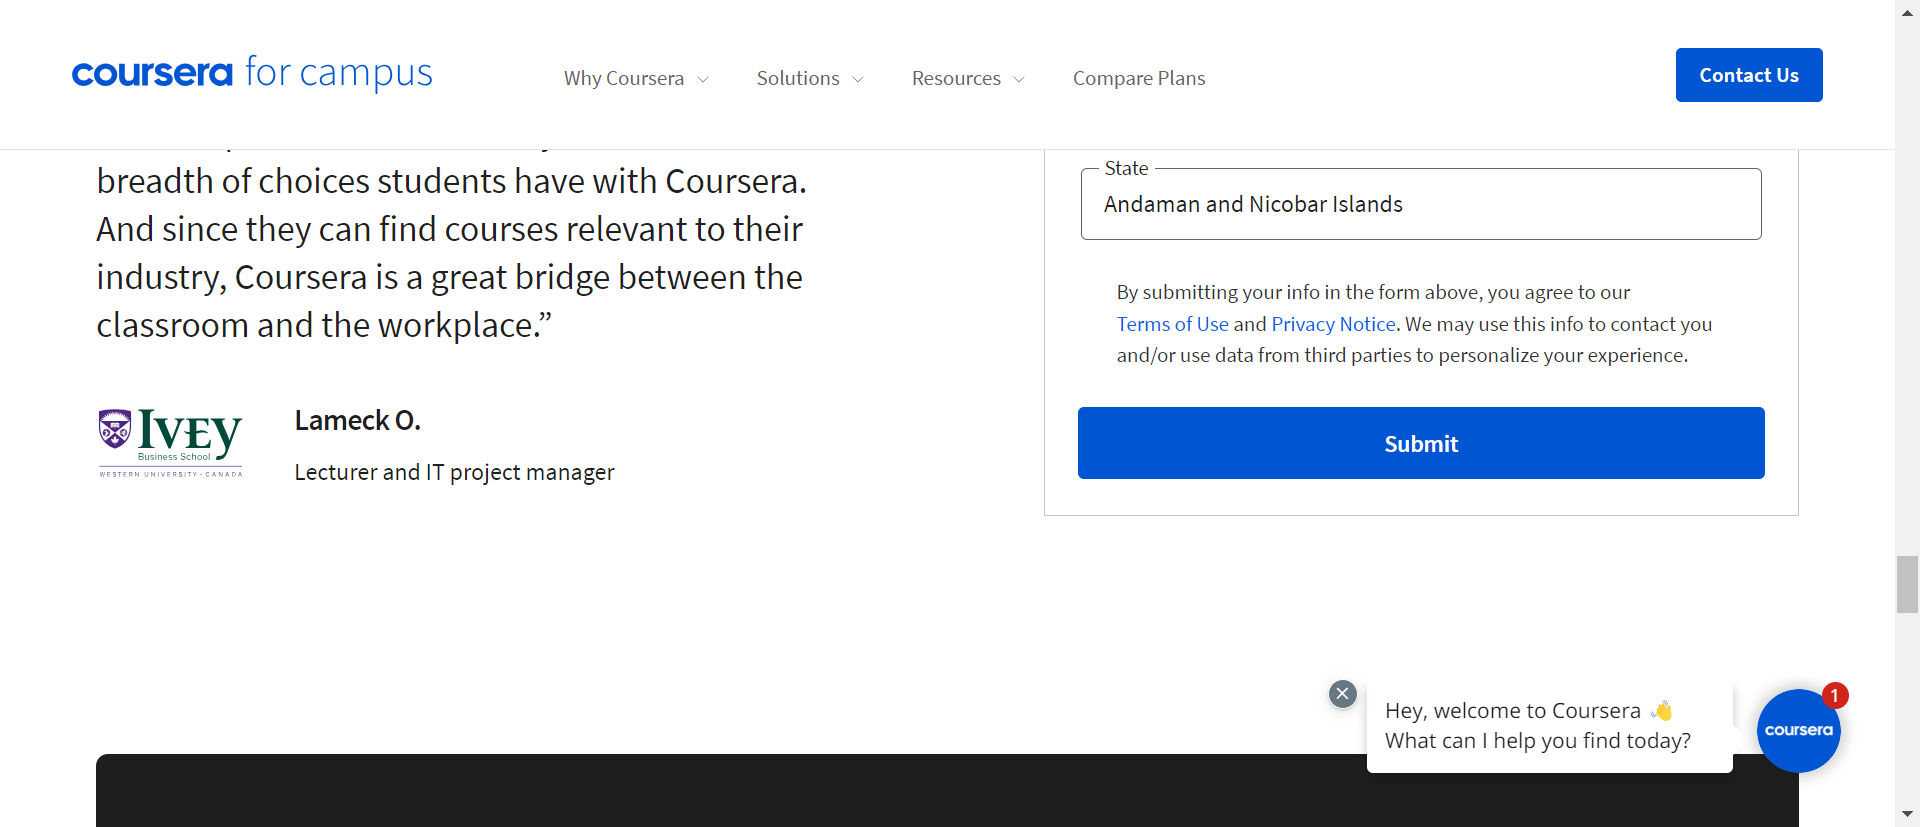 coursera for campus
Why Coursera
Solutions
Resources
Compare Plans
Contact Us
breadth of choices students have with Coursera.
And since they can find courses relevant to their
industry, Coursera is a great bridge between the
classroom and the workplace.”
IVEY
Business School
WESTERN UNIVERSITY · CANADA
Lameck O.
Lecturer and IT project manager
State
Andaman and Nicobar Islands
By submitting your info in the form above, you agree to our
Terms of Use and Privacy Notice. We may use this info to contact you
and/or use data from third parties to personalize your experience.
Submit
Hey, welcome to Coursera 👋
What can I help you find today?
coursera
1